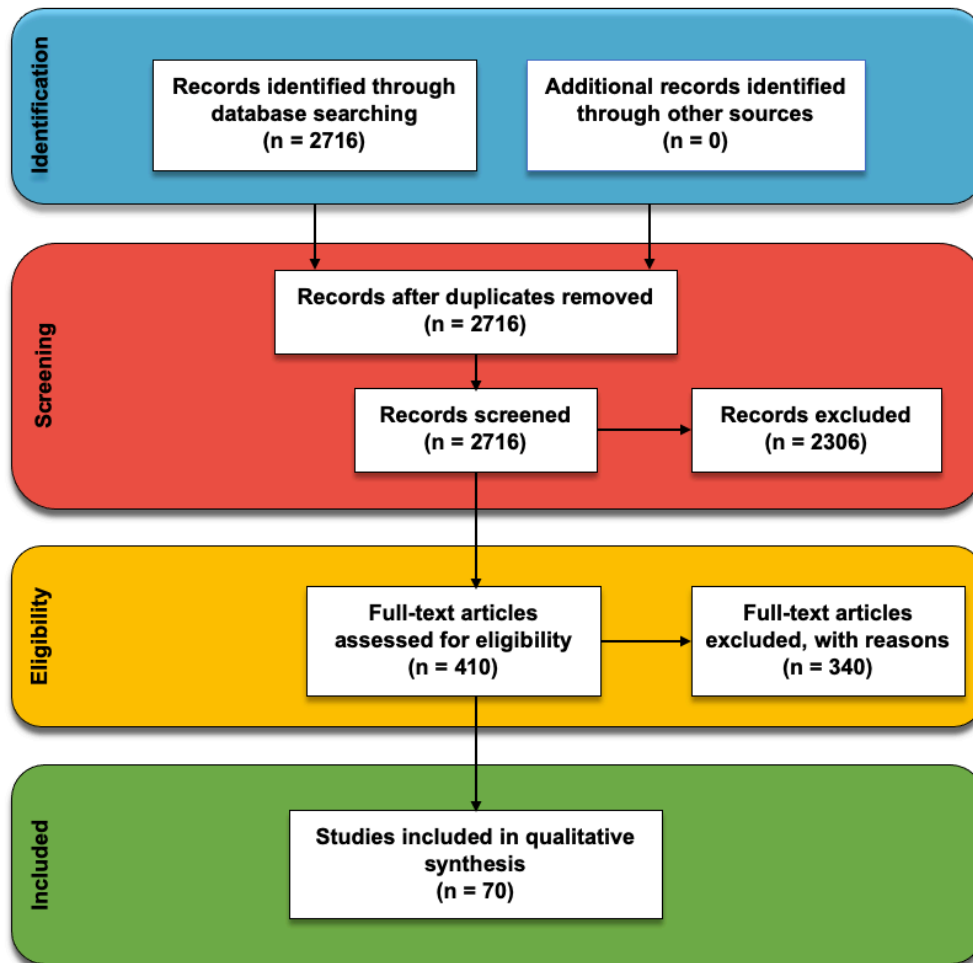 Identification
Records identified through
database searching
(n = 2716)
Additional records identified
through other sources
(n = 0)
Screening
Records after duplicates removed
(n = 2716)
Records screened
(n = 2716)
Records excluded
(n = 2306)
Eligibility
Full-text articles
assessed for eligibility
(n = 410)
Full-text articles
excluded, with reasons
(n = 340)
Included
Studies included in qualitative
synthesis
(n = 70)